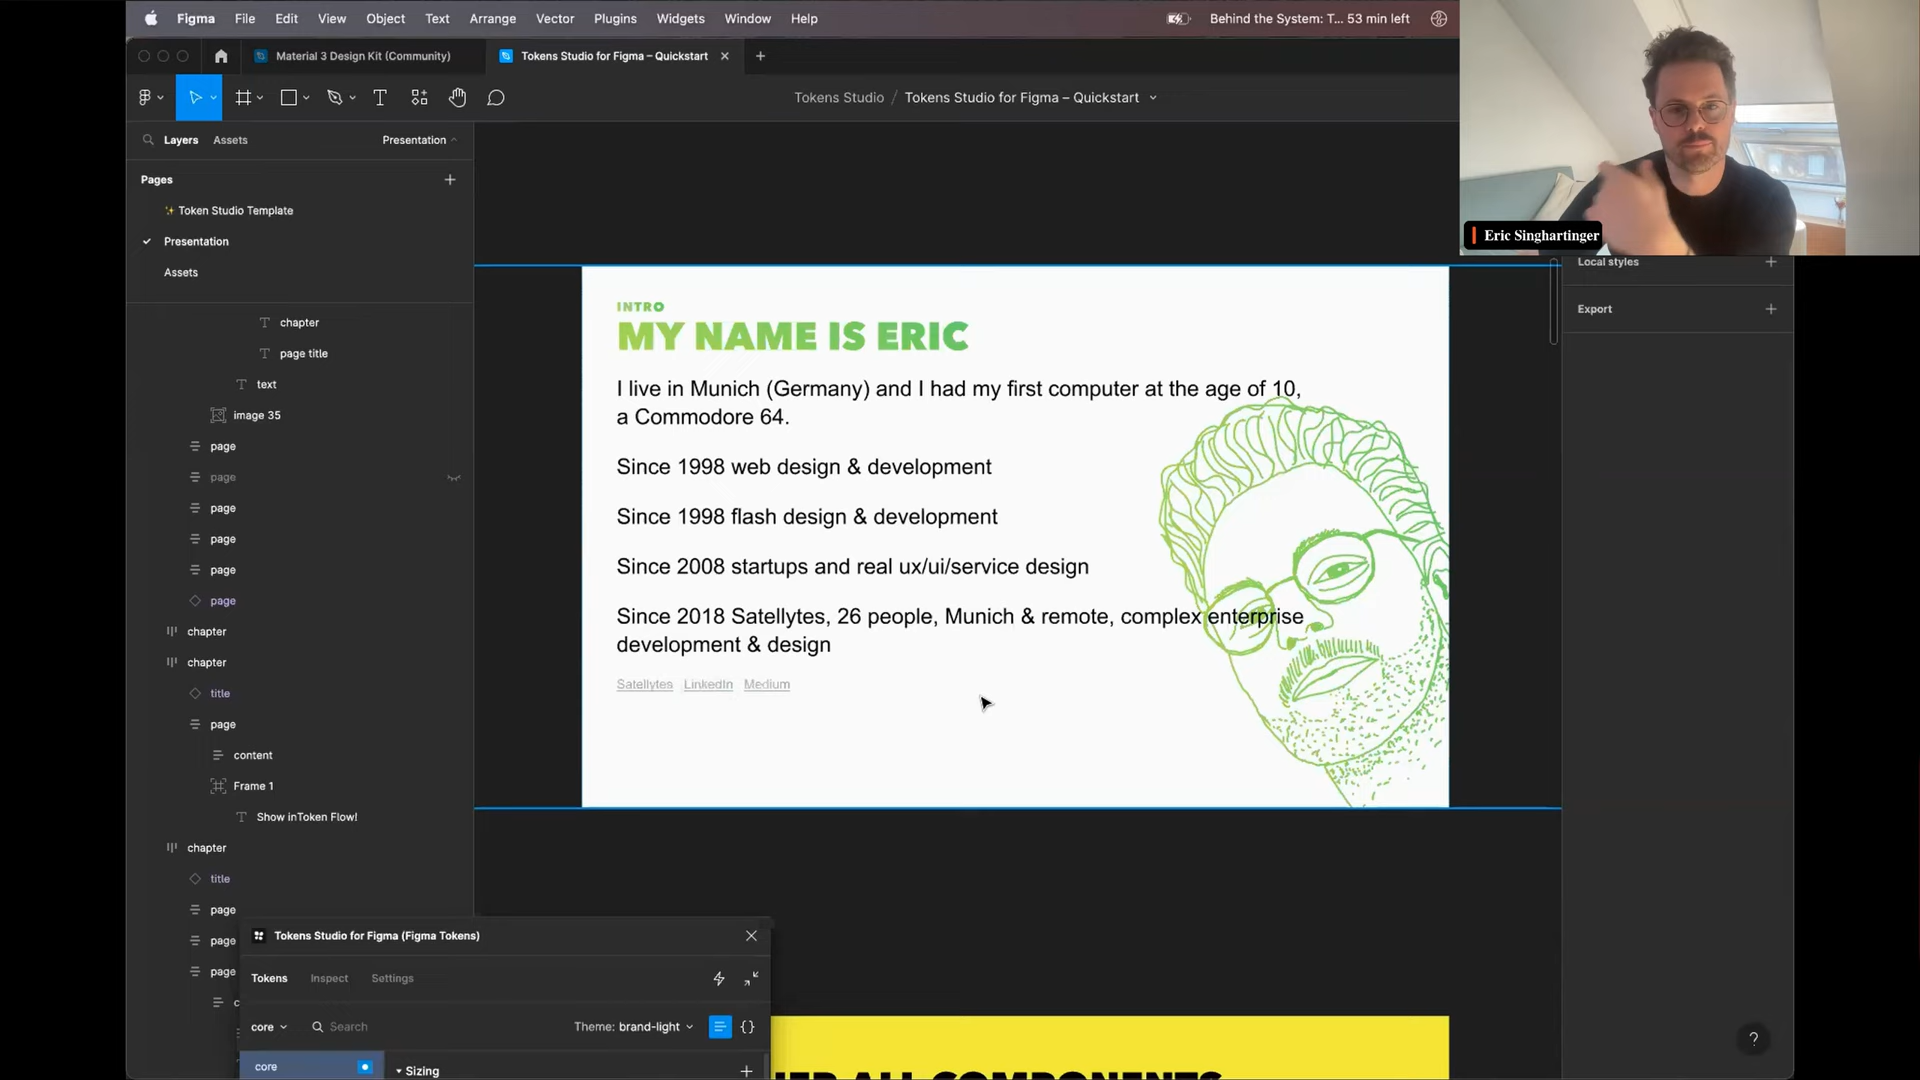 Figma File Edit View Object Text Arrange Vector Plugins Widgets Window Help
Behind the System: T... 53 min left
Material 3 Design Kit (Community)
Tokens Studio for Figma – Quickstart
Tokens Studio / Tokens Studio for Figma – Quickstart
Layers Assets Presentation
Pages
✨ Token Studio Template
Presentation
Assets
chapter
page title
text
image 35
page
page
page
page
page
page
chapter
chapter
title
page
content
Frame 1
Show inToken Flow!
chapter
title
page
page
page
c
INTRO
MY NAME IS ERIC
I live in Munich (Germany) and I had my first computer at the age of 10,
a Commodore 64.
Since 1998 web design & development
Since 1998 flash design & development
Since 2008 startups and real ux/ui/service design
Since 2018 Satellytes, 26 people, Munich & remote, complex enterprise
development & design
Satellytes LinkedIn Medium
Eric Singhartinger
Local styles
Export
Tokens Studio for Figma (Figma Tokens)
Tokens Inspect Settings
core Search Theme: brand-light {}
core
Sizing
ALL COMPONENTS
?